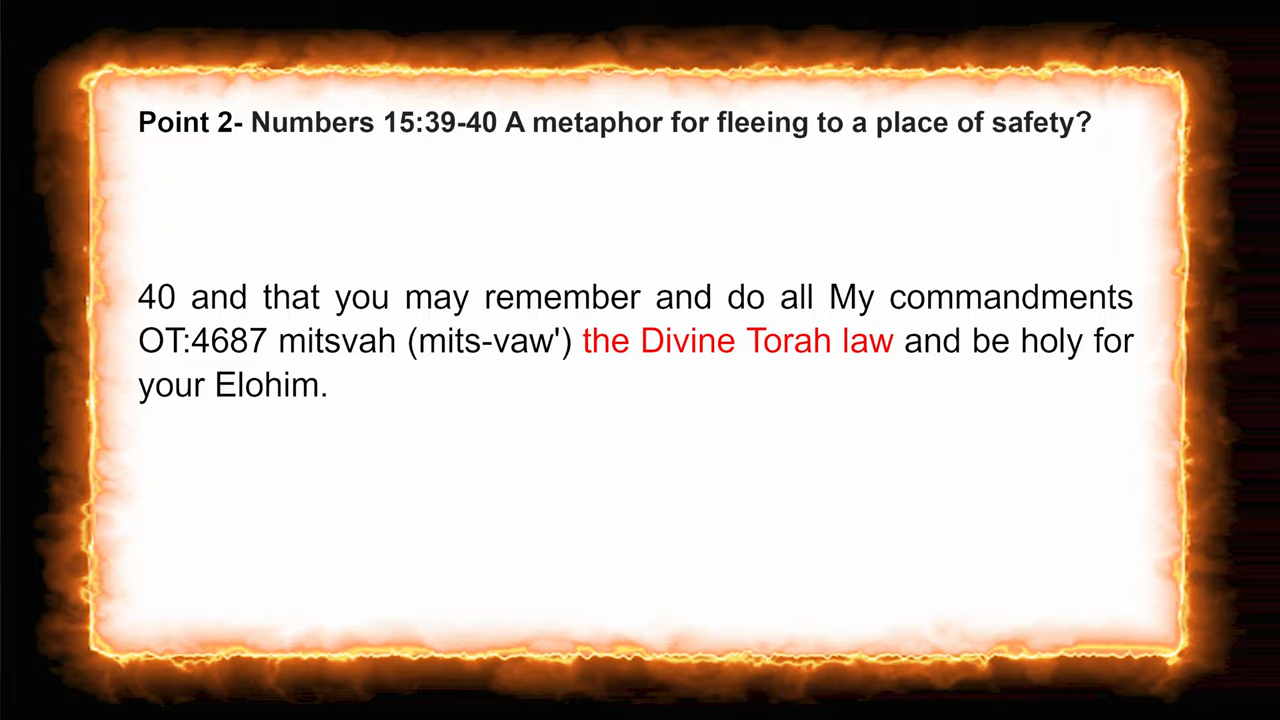 Point 2- Numbers 15:39-40 A metaphor for fleeing to a place of safety?
40 and that you may remember and do all My commandments
OT:4687 mitsvah (mits-vaw') the Divine Torah law and be holy for
your Elohim.